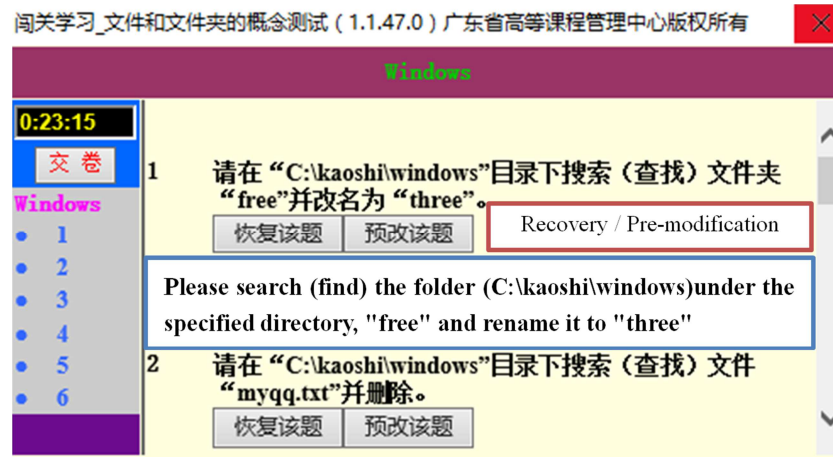 闯关学习_文件和文件夹的概念测试（1.1.47.0）广东省高等课程管理中心版权所有
Windows
0:23:15
交 卷
Windows
1
2
3
4
5
6
1 请在“C:\kaoshi\windows”目录下搜索（查找）文件夹
“free”并改名为“three”。
恢复该题 预改该题
Recovery / Pre-modification
Please search (find) the folder (C:\kaoshi\windows)under the
specified directory, "free" and rename it to "three"
2 请在“C:\kaoshi\windows”目录下搜索（查找）文件
“myqq.txt”并删除。
恢复该题 预改该题